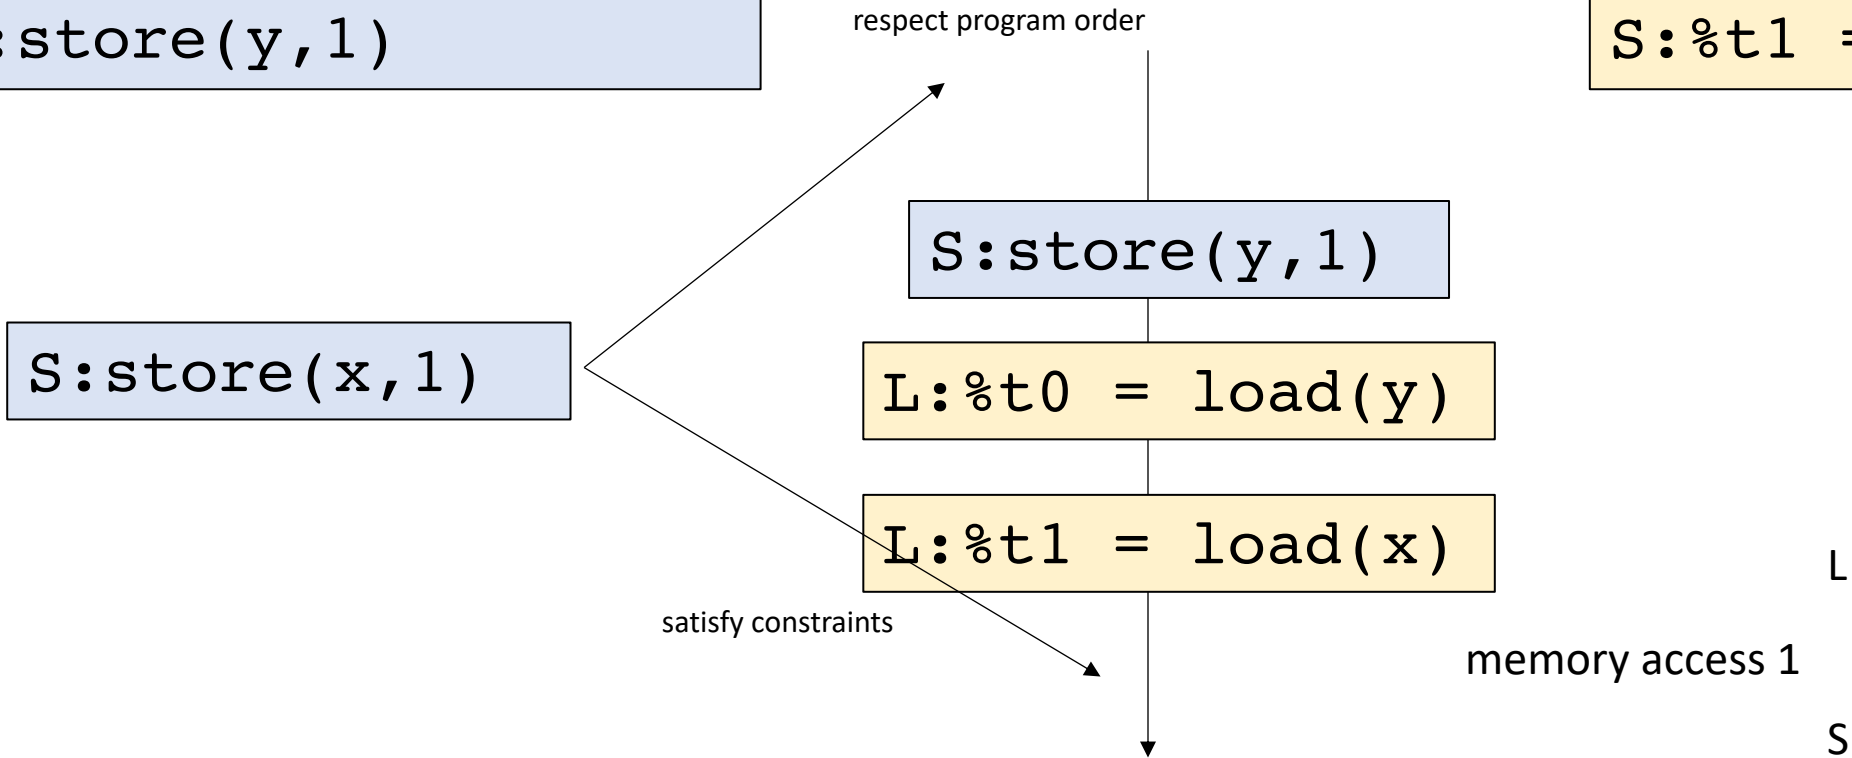 :store(y,1)
respect program order
S:%t1 =
S:store(y,1)
S:store(x,1)
L:%t0 = load(y)
L:%t1 = load(x)
L
satisfy constraints
memory access 1
S